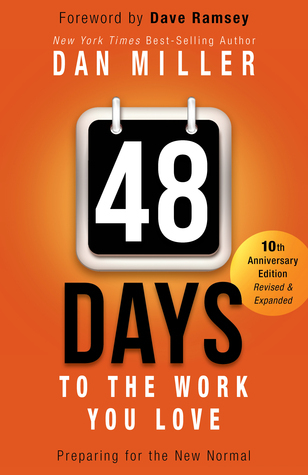 Foreword by Dave Ramsey
New York Times Best-Selling Author
DAN MILLER
48
DAYS
10th
Anniversary
Edition
Revised &
Expanded
TO THE WORK
YOU LOVE
Preparing for the New Normal